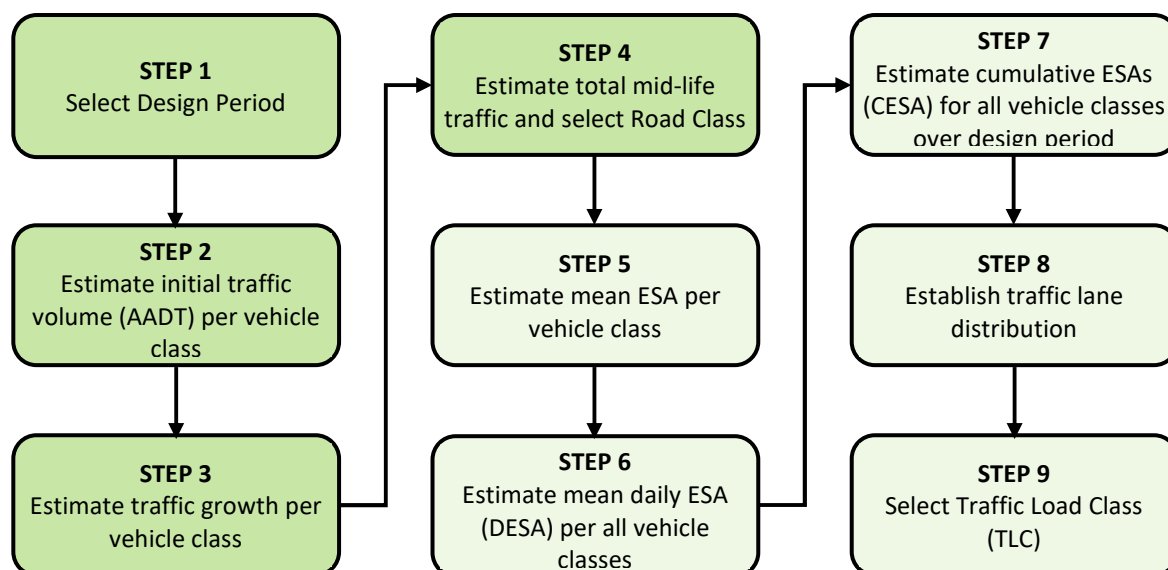 STEP 1
Select Design Period
STEP 2
Estimate initial traffic
volume (AADT) per vehicle
class
STEP 3
Estimate traffic growth per
vehicle class
STEP 4
Estimate total mid-life
traffic and select Road Class
STEP 5
Estimate mean ESA per
vehicle class
STEP 6
Estimate mean daily ESA
(DESA) per all vehicle
classes
STEP 7
Estimate cumulative ESAs
(CESA) for all vehicle classes
over design period
STEP 8
Establish traffic lane
distribution
STEP 9
Select Traffic Load Class
(TLC)